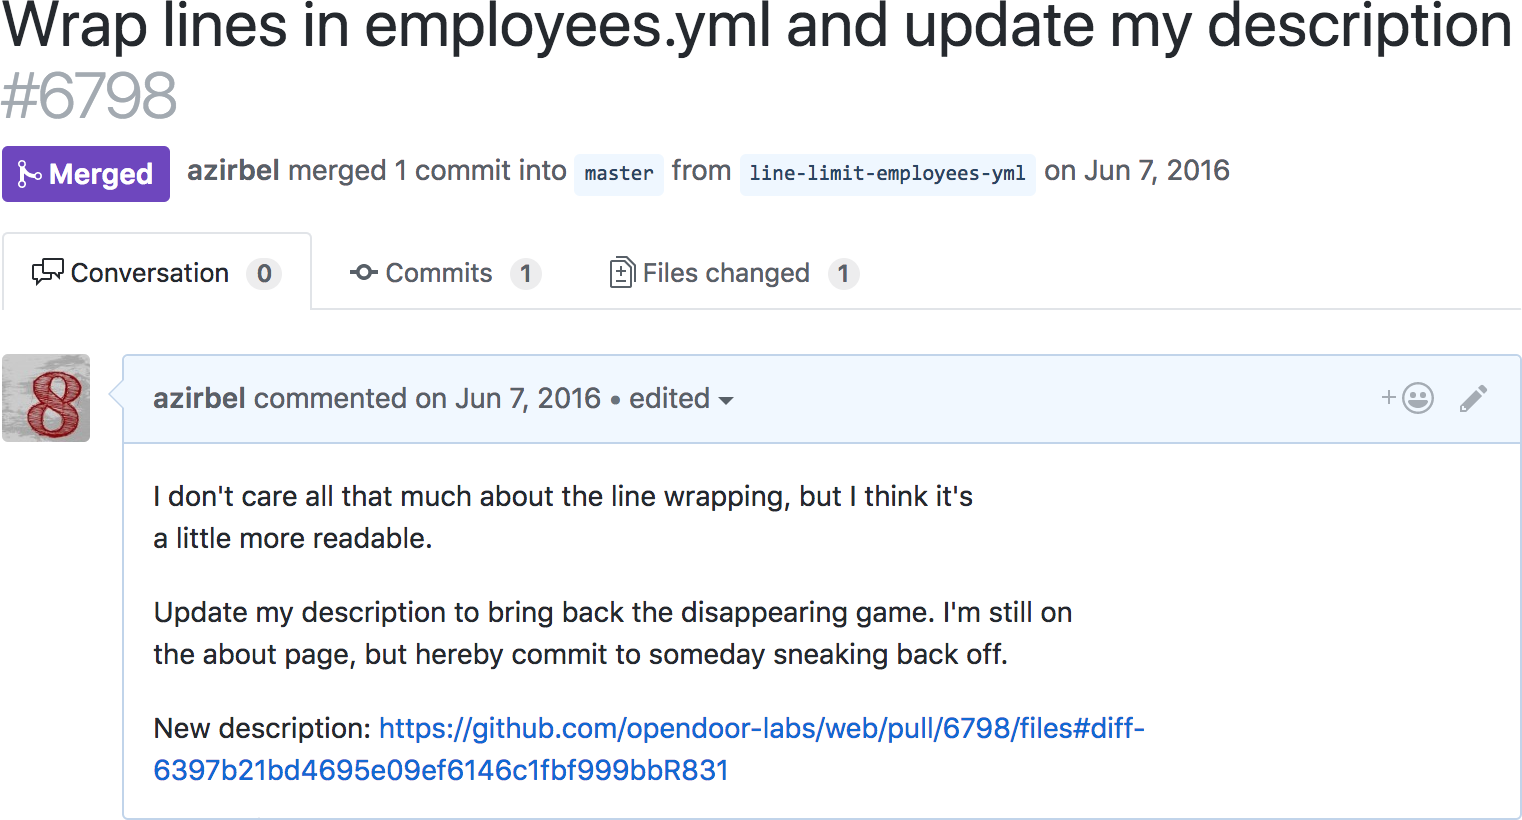 Wrap lines in employees.yml and update my description
#6798
Merged azirbel merged 1 commit into master from line-limit-employees-yml on Jun 7, 2016
Conversation 0 Commits 1 Files changed 1
8
azirbel commented on Jun 7, 2016 • edited
I don't care all that much about the line wrapping, but I think it's
a little more readable.
Update my description to bring back the disappearing game. I'm still on
the about page, but hereby commit to someday sneaking back off.
New description: https://github.com/opendoor-labs/web/pull/6798/files#diff-
6397b21bd4695e09ef6146c1fbf999bbR831